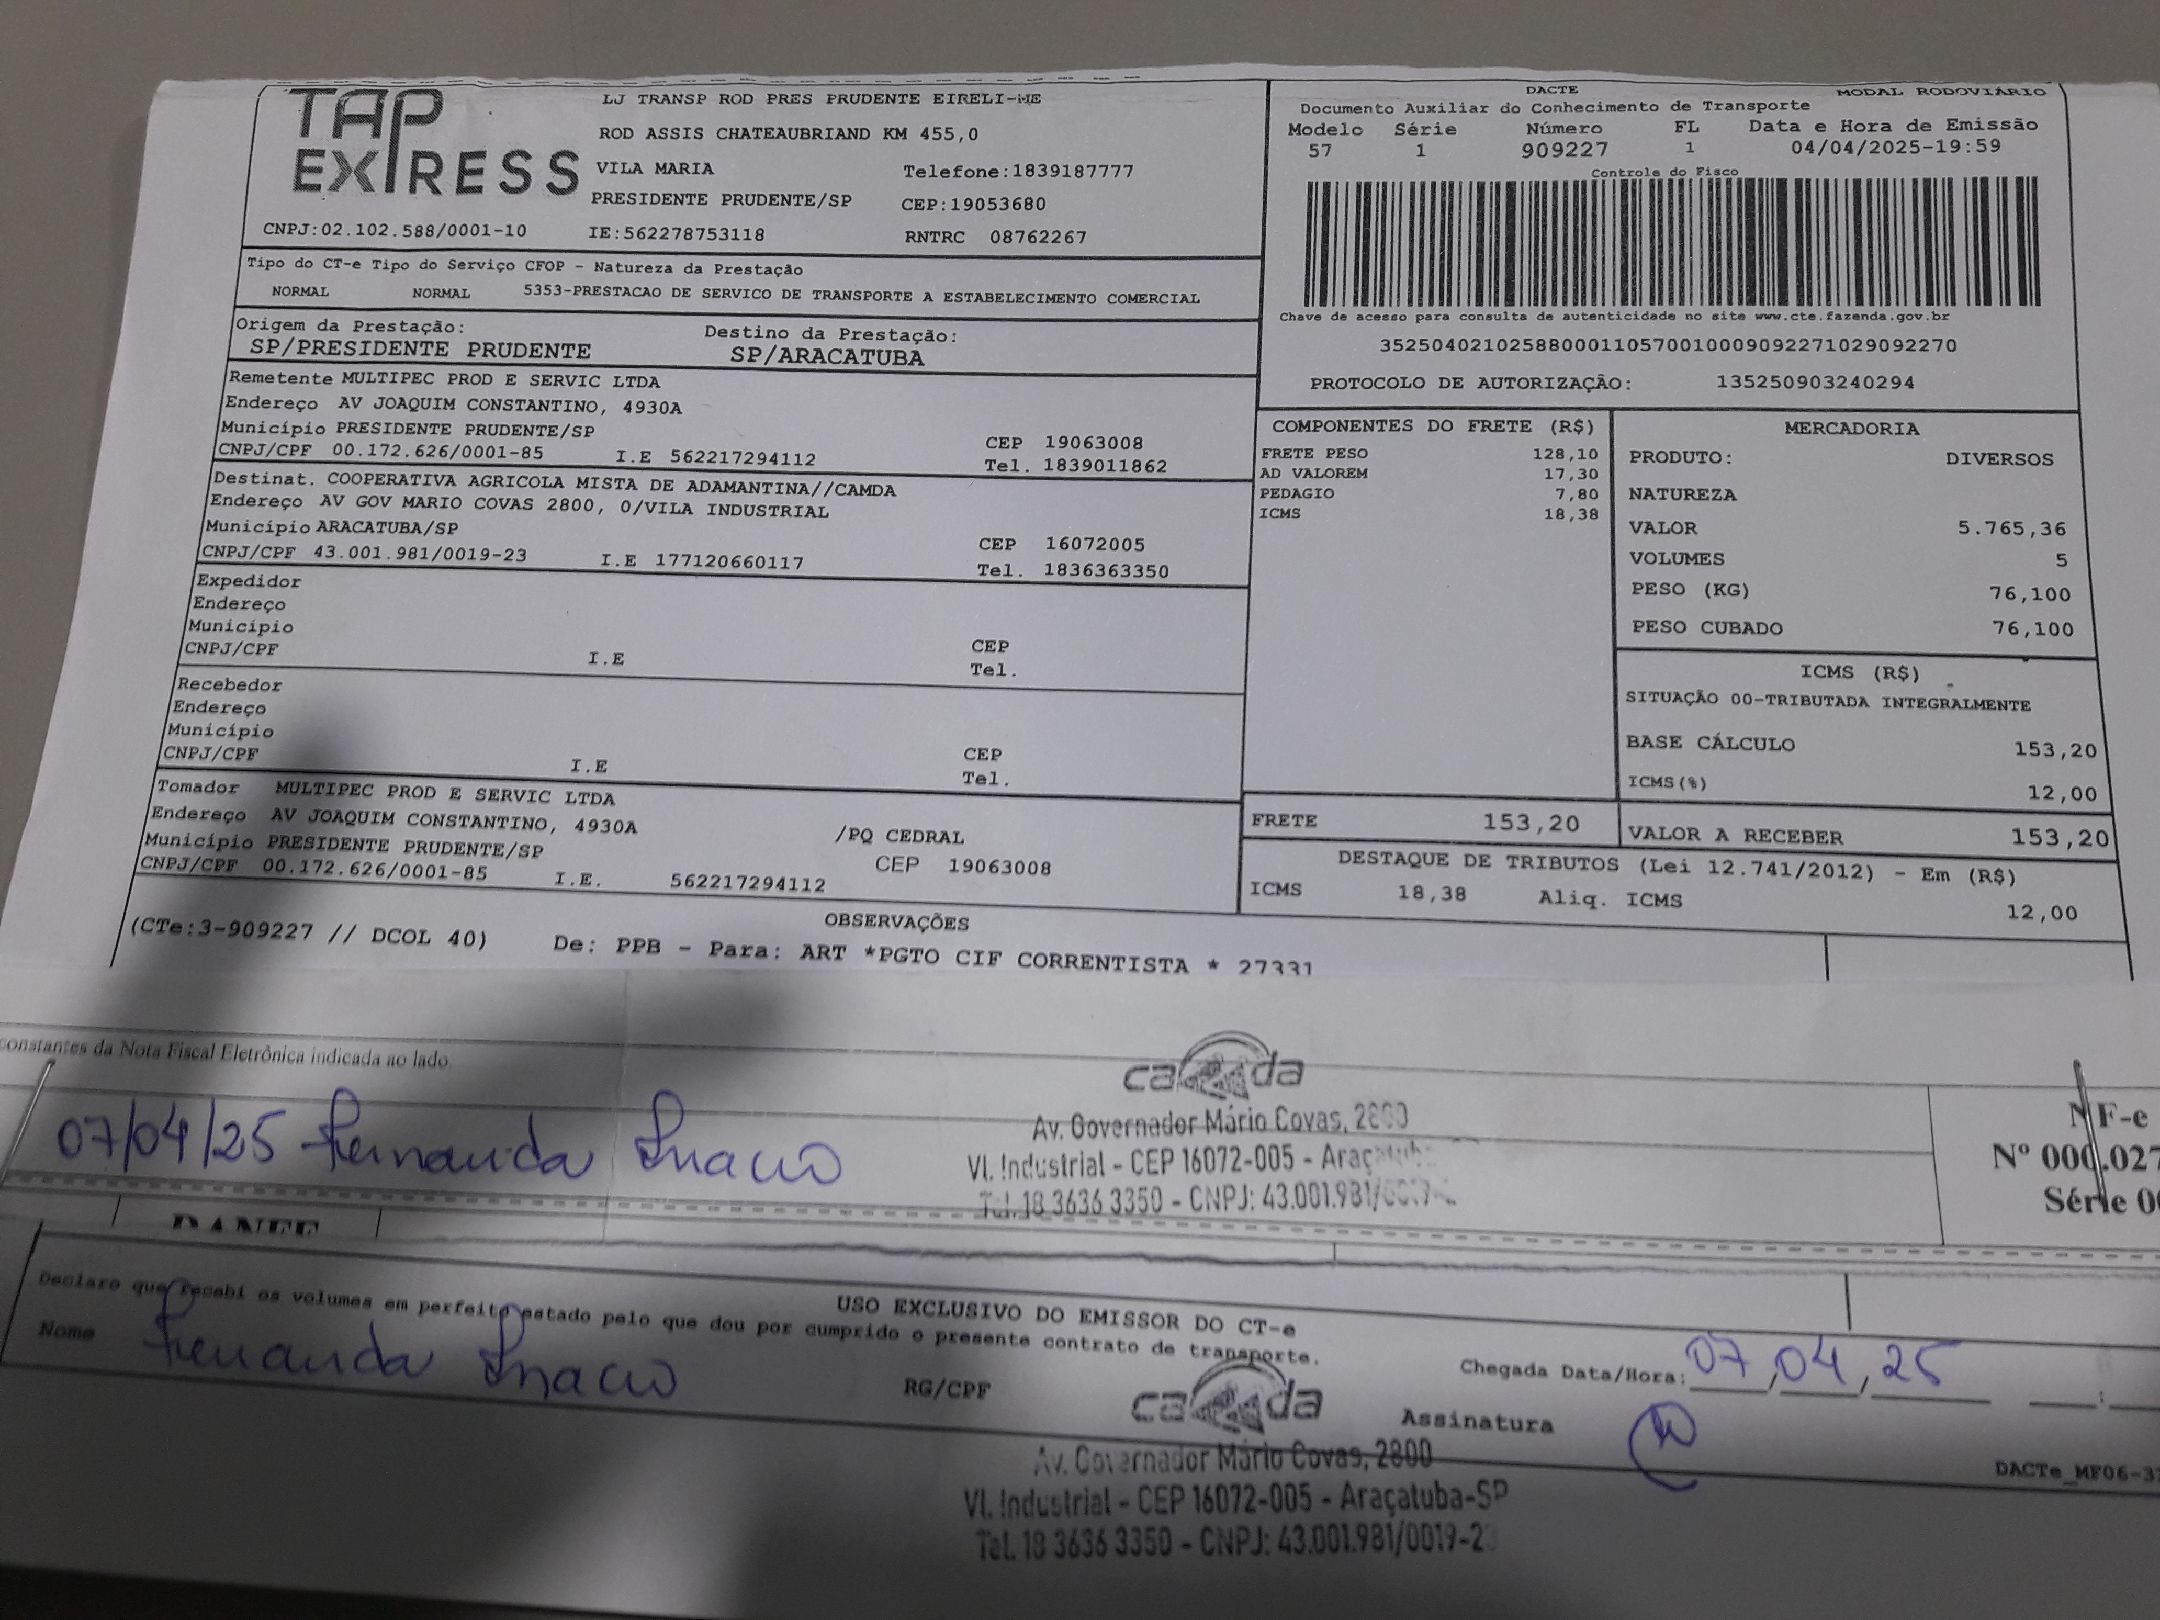 TAP EXPRESS
LJ TRANSP ROD PRES PRUDENTE EIRELI-ME
ROD ASSIS CHATEAUBRIAND KM 455,0
VILA MARIA Telefone:1839187777
PRESIDENTE PRUDENTE/SP CEP:19053680
CNPJ:02.102.588/0001-10 IE:562278753118 RNTRC 08762267
Tipo do CT-e Tipo do Serviço CFOP - Natureza da Prestação
NORMAL NORMAL 5353-PRESTACAO DE SERVICO DE TRANSPORTE A ESTABELECIMENTO COMERCIAL
Origem da Prestação: Destino da Prestação:
SP/PRESIDENTE PRUDENTE SP/ARACATUBA
Remetente MULTIPEC PROD E SERVIC LTDA
Endereço AV JOAQUIM CONSTANTINO, 4930A
Município PRESIDENTE PRUDENTE/SP CEP 19063008
CNPJ/CPF 00.172.626/0001-85 I.E 562217294112 Tel. 1839011862
Destinat. COOPERATIVA AGRICOLA MISTA DE ADAMANTINA//CAMDA
Endereço AV GOV MARIO COVAS 2800, 0/VILA INDUSTRIAL
Município ARACATUBA/SP CEP 16072005
CNPJ/CPF 43.001.981/0019-23 I.E 177120660117 Tel. 1836363350
Expedidor
Endereço
Município CEP
CNPJ/CPF I.E Tel.
Recebedor
Endereço
Município CEP
CNPJ/CPF I.E Tel.
Tomador MULTIPEC PROD E SERVIC LTDA
Endereço AV JOAQUIM CONSTANTINO, 4930A /PQ CEDRAL
Município PRESIDENTE PRUDENTE/SP CEP 19063008
CNPJ/CPF 00.172.626/0001-85 I.E. 562217294112
DACTE MODAL RODOVIÁRIO
Documento Auxiliar do Conhecimento de Transporte
Modelo Série Número FL Data e Hora de Emissão
57 1 909227 1 04/04/2025-19:59
Controle do Fisco
Chave de acesso para consulta de autenticidade no site www.cte.fazenda.gov.br
35250402102588000110570010009092271029092270
PROTOCOLO DE AUTORIZAÇÃO: 135250903240294
COMPONENTES DO FRETE (R$)
FRETE PESO 128,10
AD VALOREM 17,30
PEDAGIO 7,80
ICMS 18,38
MERCADORIA
PRODUTO: DIVERSOS
NATUREZA
VALOR 5.765,36
VOLUMES 5
PESO (KG) 76,100
PESO CUBADO 76,100
ICMS (R$)
SITUAÇÃO 00-TRIBUTADA INTEGRALMENTE
BASE CÁLCULO 153,20
ICMS(%) 12,00
FRETE 153,20 VALOR A RECEBER 153,20
DESTAQUE DE TRIBUTOS (Lei 12.741/2012) - Em (R$)
ICMS 18,38 Aliq. ICMS 12,00
OBSERVAÇÕES
(CTe:3-909227 // DCOL 40) De: PPB - Para: ART *PGTO CIF CORRENTISTA * 27331
constantes da Nota Fiscal Eletrônica indicada ao lado.
07/04/25 Fernanda Inacio
camda
Av. Governador Mário Covas, 2800
Vl. Industrial - CEP 16072-005 - Araçatuba
Tel. 18 3636 3350 - CNPJ: 43.001.981/0019-2
NF-e
Nº 000.027
Série 00
DANFE
USO EXCLUSIVO DO EMISSOR DO CT-e
Declaro que recebi os volumes em perfeito estado pelo que dou por cumprido o presente contrato de transporte.
Nome Fernanda Inacio RG/CPF Chegada Data/Hora: 07,04,25 :
Assinatura
camda
Av. Governador Mário Covas, 2800
Vl. Industrial - CEP 16072-005 - Araçatuba-SP
Tel. 18 3636 3350 - CNPJ: 43.001.981/0019-23
DACTe_MF06-3